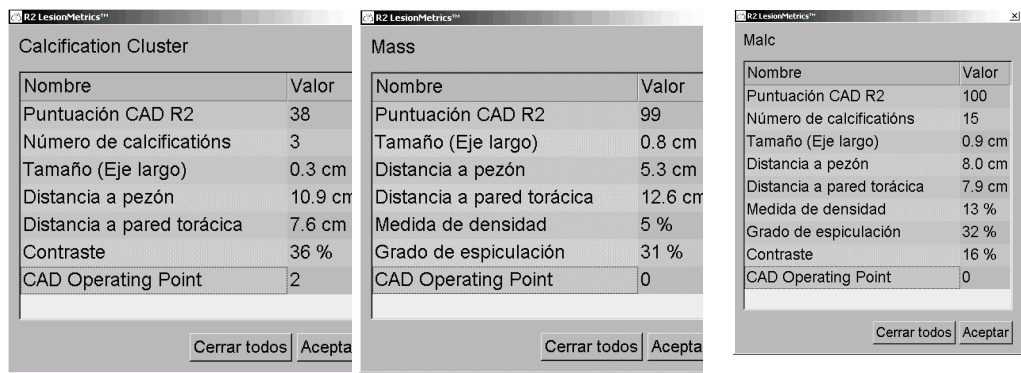 R2 LesionMetrics™
Calcification Cluster
Nombre Valor
Puntuación CAD R2 38
Número de calcificatións 3
Tamaño (Eje largo) 0.3 cm
Distancia a pezón 10.9 cm
Distancia a pared torácica 7.6 cm
Contraste 36 %
CAD Operating Point 2
Cerrar todos Acepta
R2 LesionMetrics™
Mass
Nombre Valor
Puntuación CAD R2 99
Tamaño (Eje largo) 0.8 cm
Distancia a pezón 5.3 cm
Distancia a pared torácica 12.6 cm
Medida de densidad 5 %
Grado de espiculación 31 %
CAD Operating Point 0
Cerrar todos Acepta
R2 LesionMetrics™
Malc
Nombre Valor
Puntuación CAD R2 100
Número de calcificatións 15
Tamaño (Eje largo) 0.9 cm
Distancia a pezón 8.0 cm
Distancia a pared torácica 7.9 cm
Medida de densidad 13 %
Grado de espiculación 32 %
Contraste 16 %
CAD Operating Point 0
Cerrar todos Aceptar